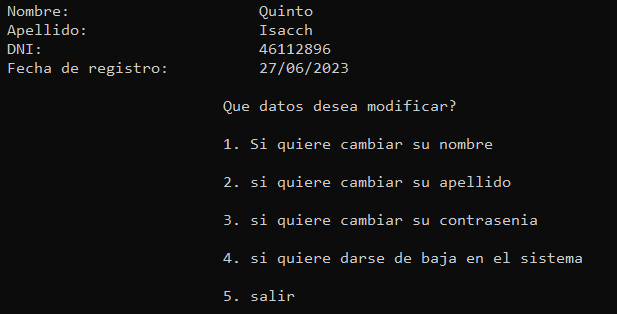 Nombre: Quinto
Apellido: Isacch
DNI: 46112896
Fecha de registro: 27/06/2023
Que datos desea modificar?
1. Si quiere cambiar su nombre
2. si quiere cambiar su apellido
3. si quiere cambiar su contrasenia
4. si quiere darse de baja en el sistema
5. salir